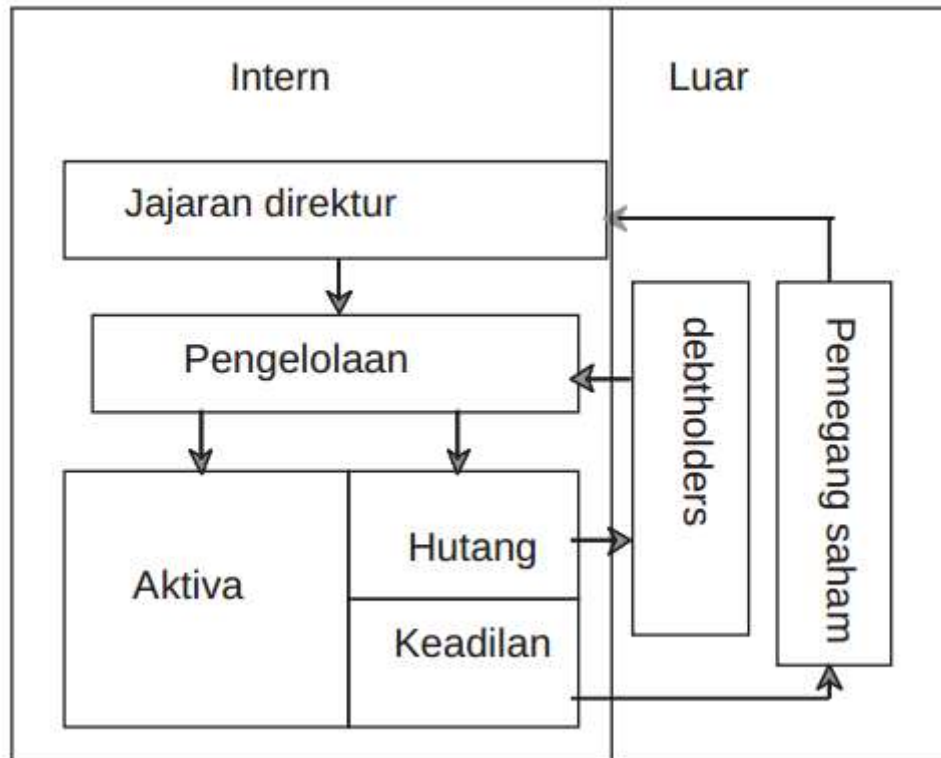 Intern
Luar
Jajaran direktur
Pengelolaan
debtholders
Pemegang saham
Aktiva
Hutang
Keadilan